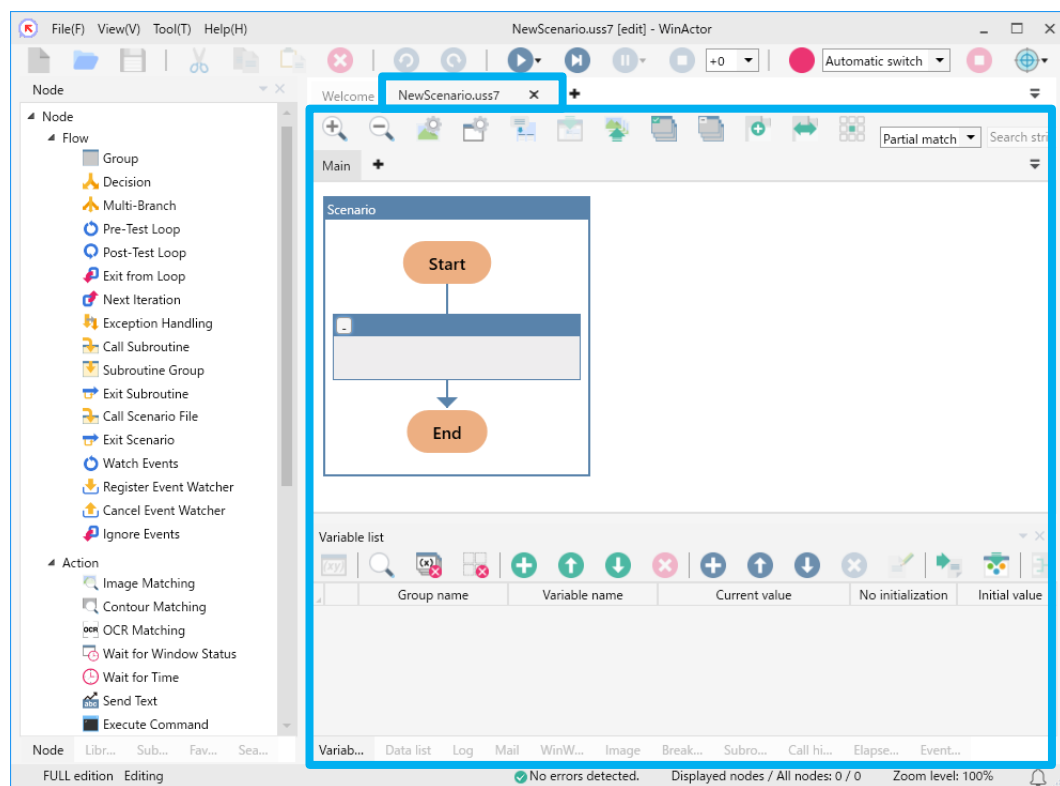 File(F) View(V) Tool(T) Help(H) NewScenario.uss7 [edit] - WinActor
+0 Automatic switch
Node
Welcome NewScenario.uss7
Node
Flow
Group
Decision
Multi-Branch
Pre-Test Loop
Post-Test Loop
Exit from Loop
Next Iteration
Exception Handling
Call Subroutine
Subroutine Group
Exit Subroutine
Call Scenario File
Exit Scenario
Watch Events
Register Event Watcher
Cancel Event Watcher
Ignore Events
Action
Image Matching
Contour Matching
OCR OCR Matching
Wait for Window Status
Wait for Time
abc Send Text
Execute Command
Node Libr... Sub... Fav... Sea...
Partial match Search stri
Main
Scenario
Start
End
Variable list
Group name Variable name Current value No initialization Initial value
Variab... Data list Log Mail WinW... Image Break... Subro... Call hi... Elapse... Event...
FULL edition Editing No errors detected. Displayed nodes / All nodes: 0 / 0 Zoom level: 100%